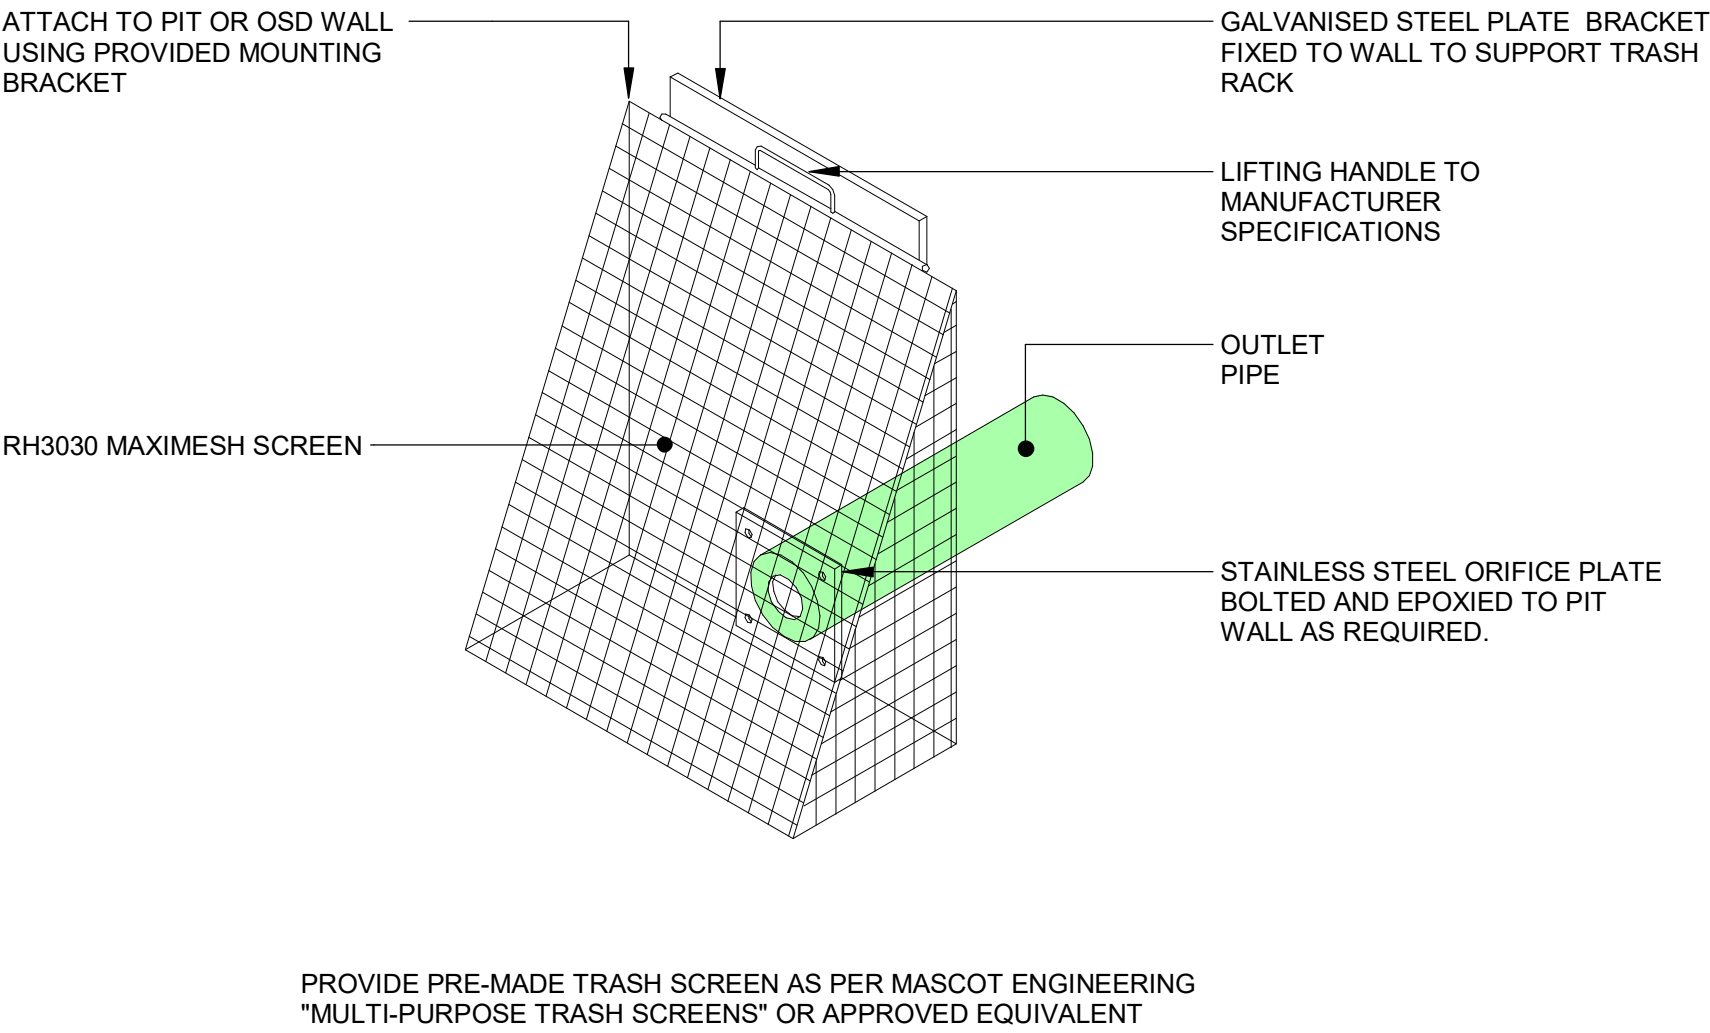 ATTACH TO PIT OR OSD WALL
USING PROVIDED MOUNTING
BRACKET
GALVANISED STEEL PLATE BRACKET
FIXED TO WALL TO SUPPORT TRASH
RACK
LIFTING HANDLE TO
MANUFACTURER
SPECIFICATIONS
OUTLET
PIPE
RH3030 MAXIMESH SCREEN
STAINLESS STEEL ORIFICE PLATE
BOLTED AND EPOXIED TO PIT
WALL AS REQUIRED.
PROVIDE PRE-MADE TRASH SCREEN AS PER MASCOT ENGINEERING
"MULTI-PURPOSE TRASH SCREENS" OR APPROVED EQUIVALENT